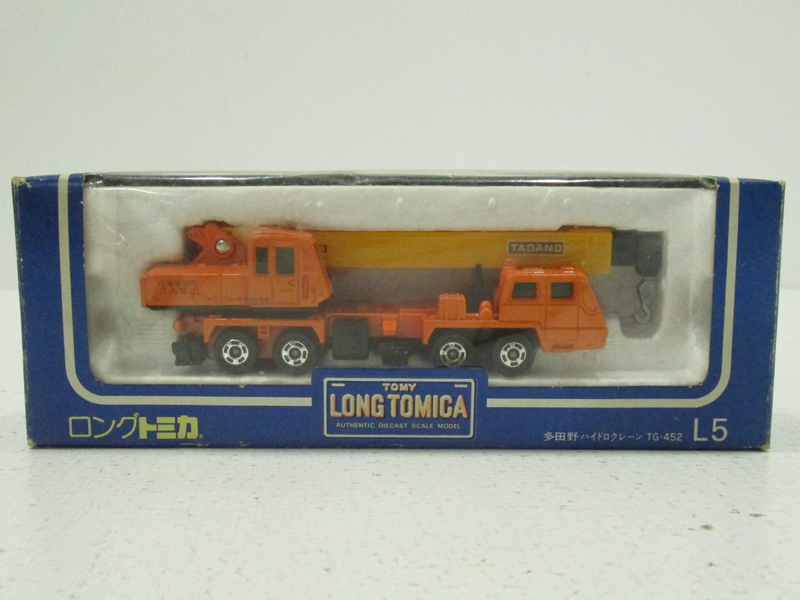 TADANO
TOMY
LONG TOMICA
AUTHENTIC DIECAST SCALE MODEL
ロングトミカ
多田野 ハイドロクレーン TG-452 L5